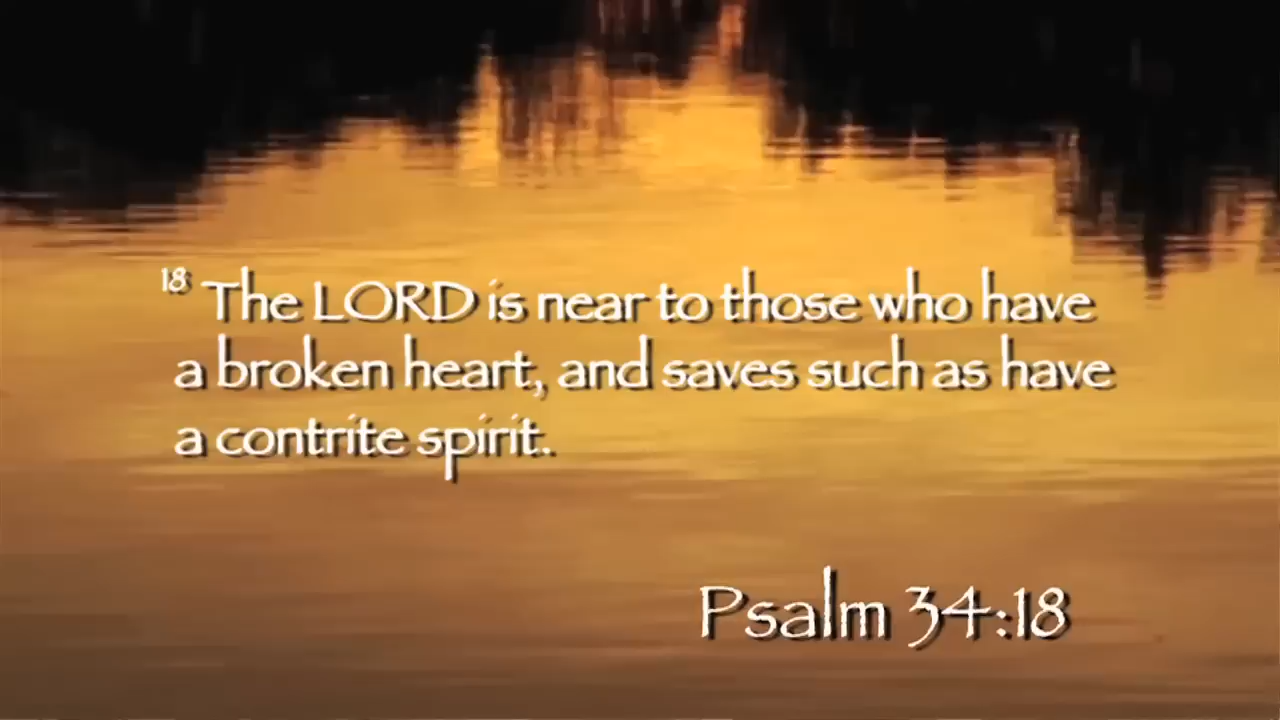 18 The LORD is near to those who have
a broken heart, and saves such as have
a contrite spirit.
Psalm 34:18